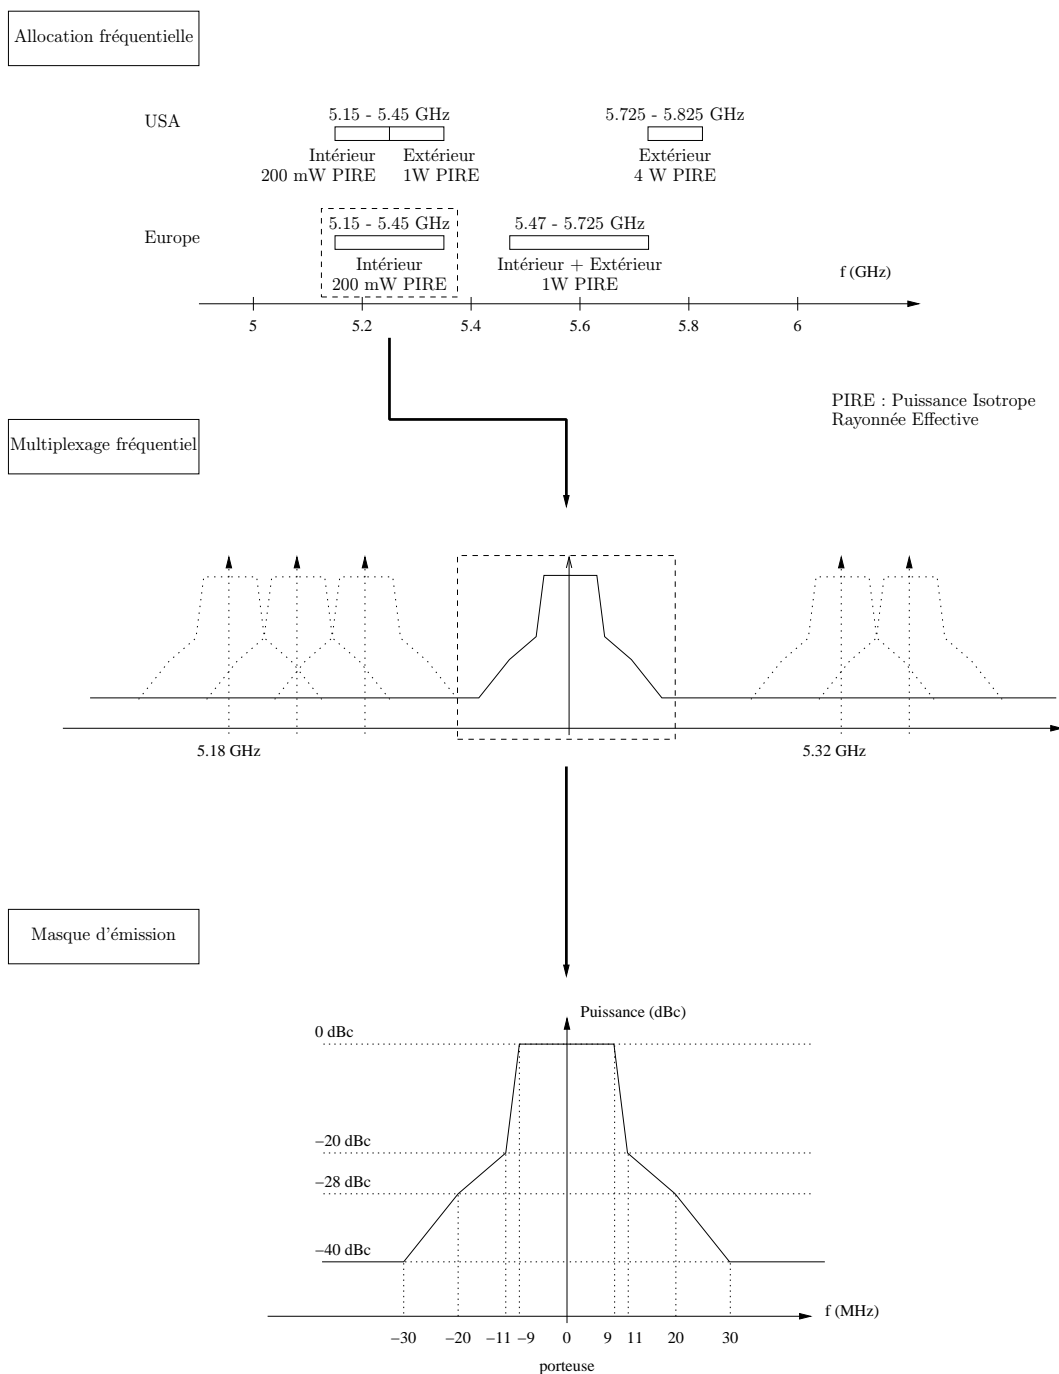 Allocation fréquentielle
USA
5.15 - 5.45 GHz
5.725 - 5.825 GHz
Intérieur
200 mW PIRE
Extérieur
1W PIRE
Extérieur
4 W PIRE
Europe
5.15 - 5.45 GHz
5.47 - 5.725 GHz
Intérieur
200 mW PIRE
Intérieur + Extérieur
1W PIRE
f (GHz)
5
5.2
5.4
5.6
5.8
6
PIRE : Puissance Isotrope
Rayonnée Effective
Multiplexage fréquentiel
5.18 GHz
5.32 GHz
Masque d'émission
Puissance (dBc)
0 dBc
−20 dBc
−28 dBc
−40 dBc
f (MHz)
−30
−20
−11
−9
0
9
11
20
30
porteuse